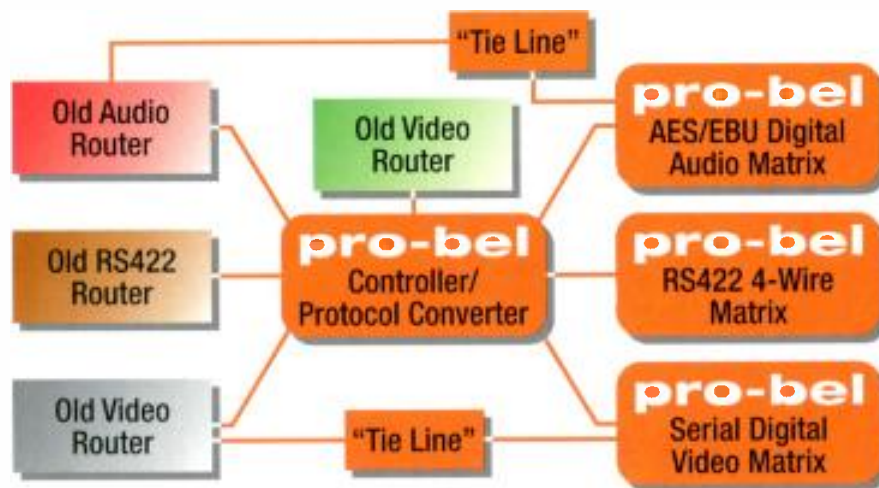 “Tie Line”
Old Audio
Router
Old Video
Router
pro-bel
AES/EBU Digital
Audio Matrix
Old RS422
Router
pro-bel
Controller/
Protocol Converter
pro-bel
RS422 4-Wire
Matrix
Old Video
Router
“Tie Line”
pro-bel
Serial Digital
Video Matrix